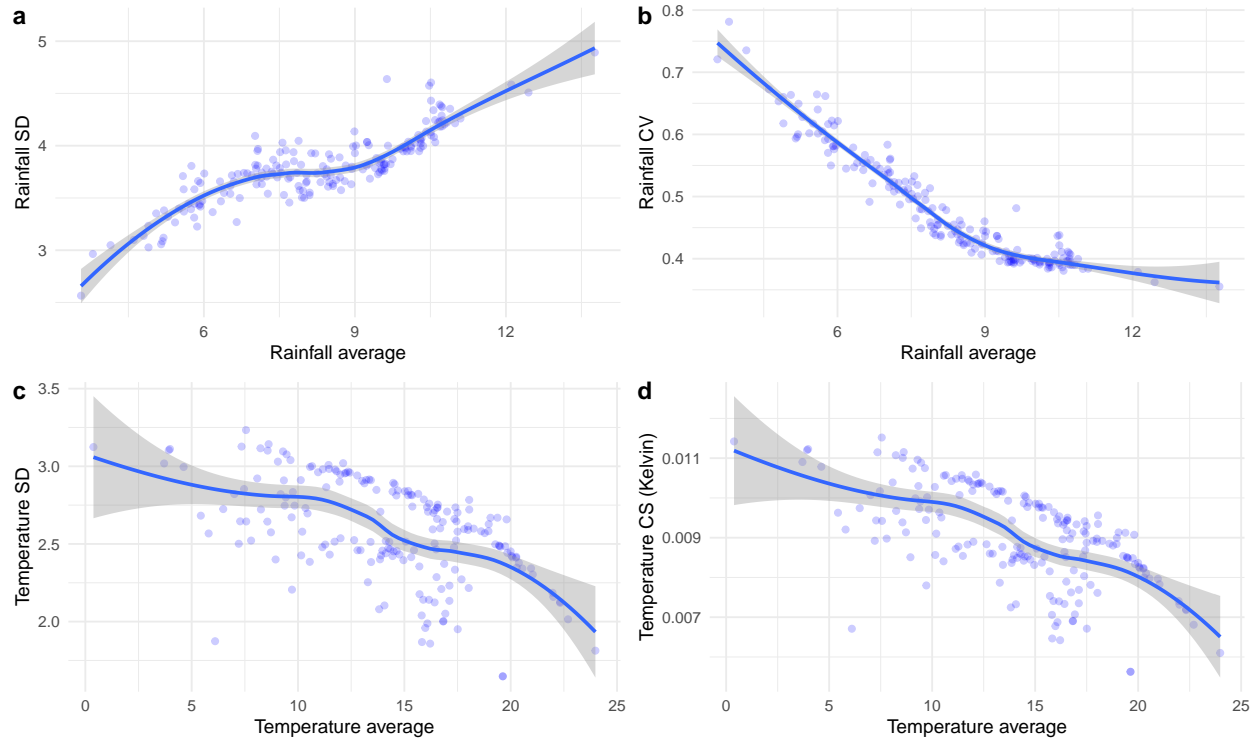 a
5
4
3
Rainfall SD
6
9
12
Rainfall average
b
0.8
0.7
0.6
0.5
0.4
Rainfall CV
6
9
12
Rainfall average
c
3.5
3.0
2.5
2.0
Temperature SD
0
5
10
15
20
25
Temperature average
d
0.011
0.009
0.007
Temperature CS (Kelvin)
0
5
10
15
20
25
Temperature average